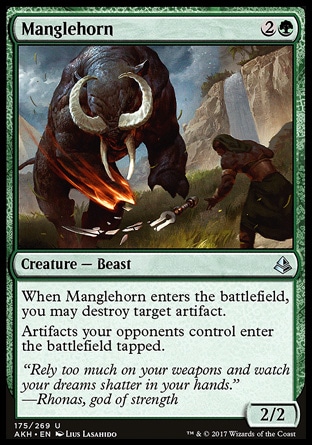 Manglehorn 2
Creature — Beast
When Manglehorn enters the battlefield,
you may destroy target artifact.
Artifacts your opponents control enter
the battlefield tapped.
“Rely too much on your weapons and watch
your dreams shatter in your hands.”
—Rhonas, god of strength
2/2
175/269 U
AKH • EN Lius Lasahido
™ & © 2017 Wizards of the Coast